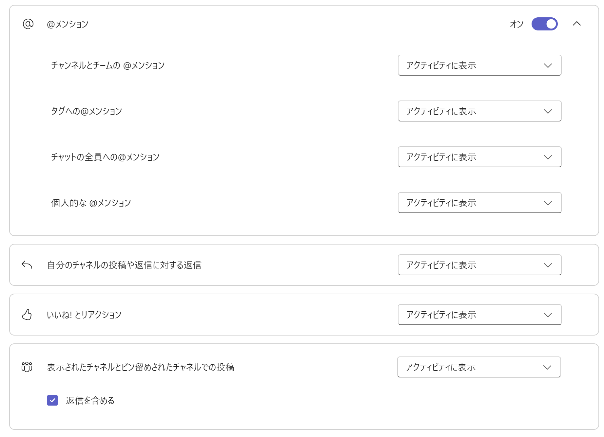 @メンション オン
チャンネルとチームの @メンション アクティビティに表示
タグへの@メンション アクティビティに表示
チャットの全員への@メンション アクティビティに表示
個人的な @メンション アクティビティに表示
自分のチャネルの投稿や返信に対する返信 アクティビティに表示
いいね! とリアクション アクティビティに表示
表示されたチャネルとピン留めされたチャネルでの投稿 アクティビティに表示
返信を含める